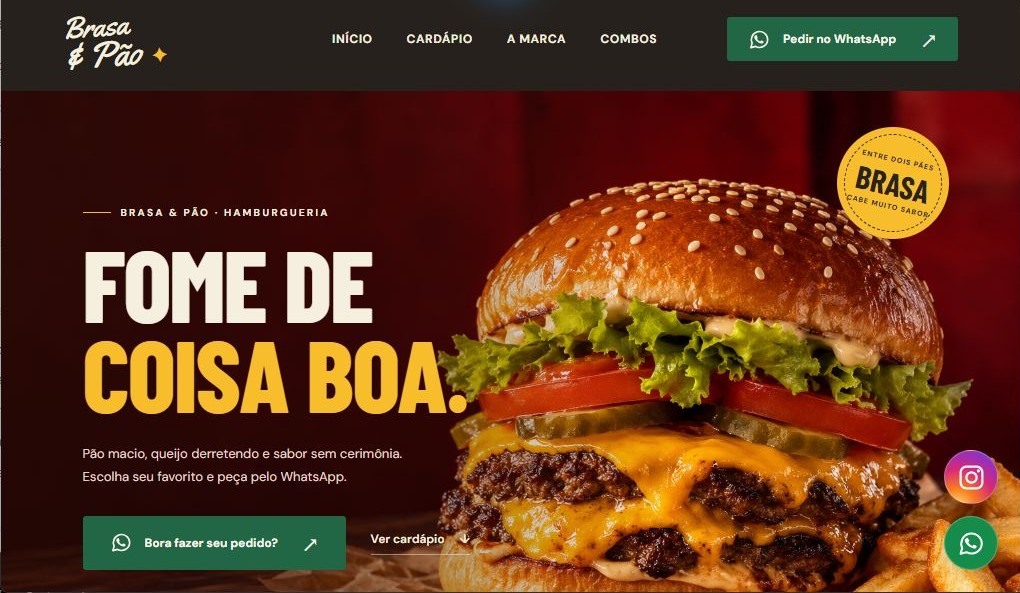 Brasa
& Pão
INÍCIO
CARDÁPIO
A MARCA
COMBOS
Pedir no WhatsApp
ENTRE DOIS PÃES
BRASA
CABE MUITO SABOR
BRASA & PÃO · HAMBURGUERIA
FOME DE
COISA BOA.
Pão macio, queijo derretendo e sabor sem cerimônia.
Escolha seu favorito e peça pelo WhatsApp.
Bora fazer seu pedido?
Ver cardápio